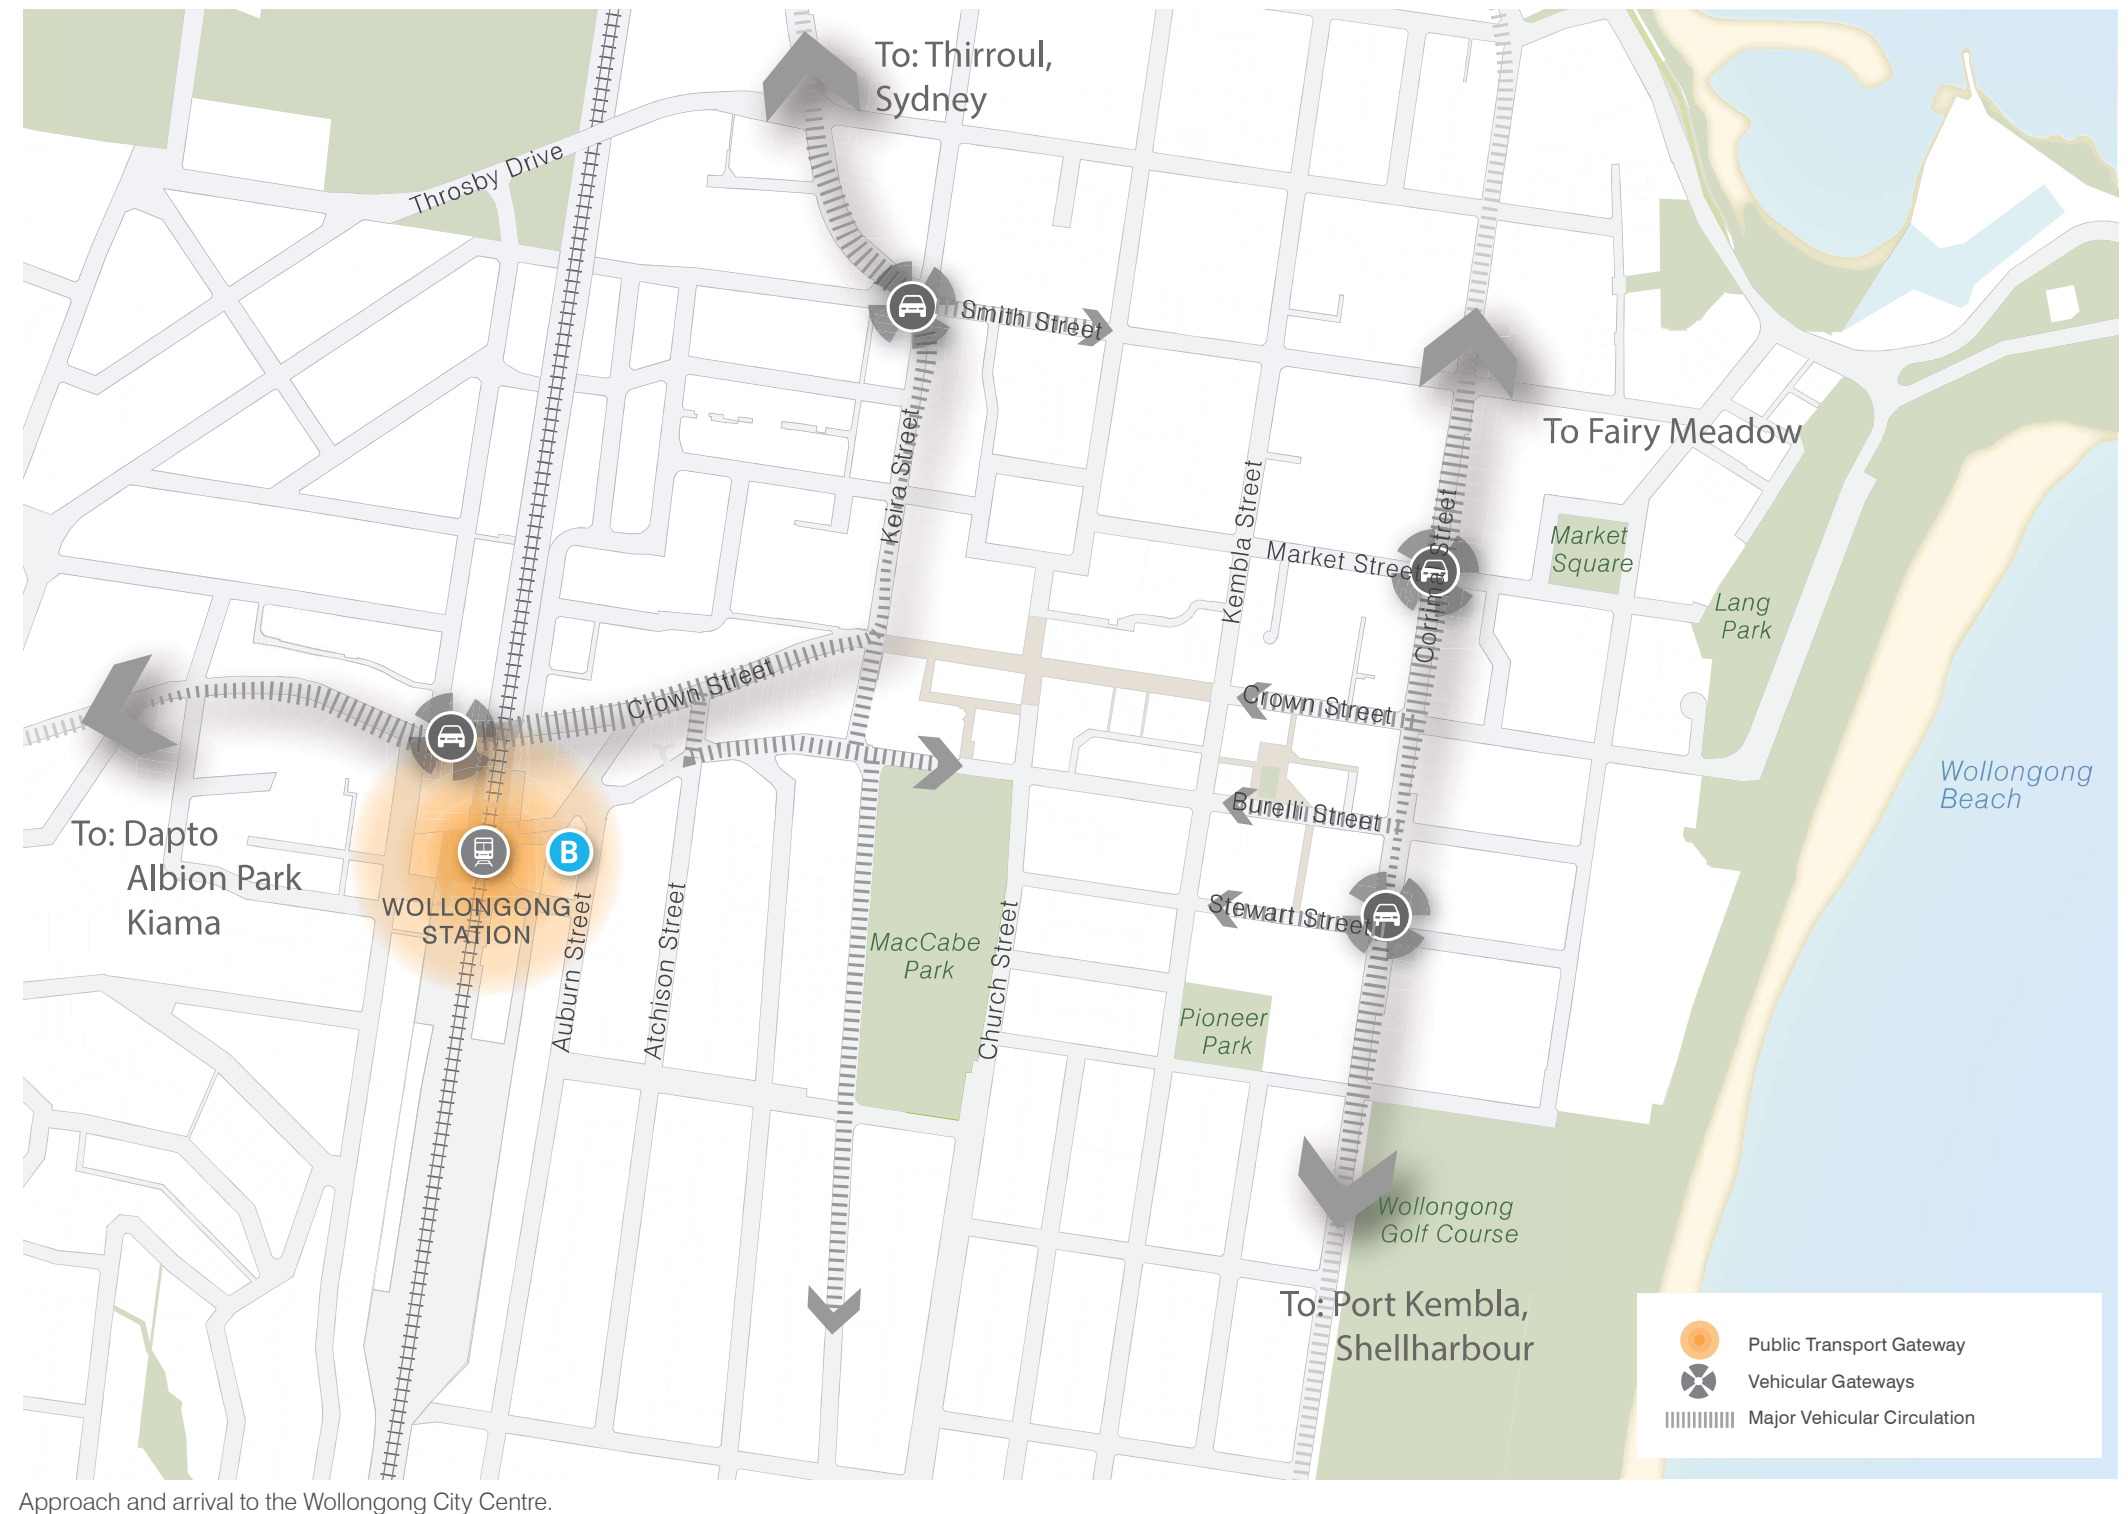 To: Thirroul,
Sydney
Throsby Drive
Smith Street
To Fairy Meadow
Keira Street
Kembla Street
Corrimal Street
Market Street
Market
Square
Lang
Park
Crown Street
Crown Street
Wollongong
Beach
To: Dapto
Albion Park
Kiama
B
WOLLONGONG
STATION
Burelli Street
Stewart Street
Auburn Street
Atchison Street
MacCabe
Park
Church Street
Pioneer
Park
Wollongong
Golf Course
To: Port Kembla,
Shellharbour
Public Transport Gateway
Vehicular Gateways
Major Vehicular Circulation
Approach and arrival to the Wollongong City Centre.